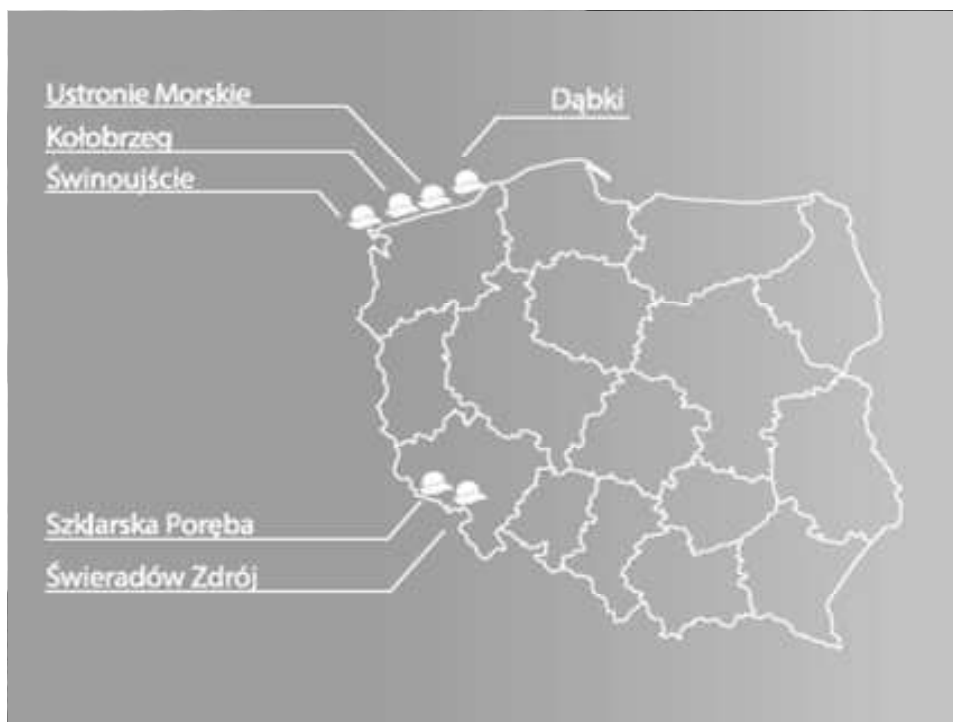 Ustronie Morskie
Dąbki
Kołobrzeg
Świnoujście
Szklarska Poręba
Świeradów Zdrój